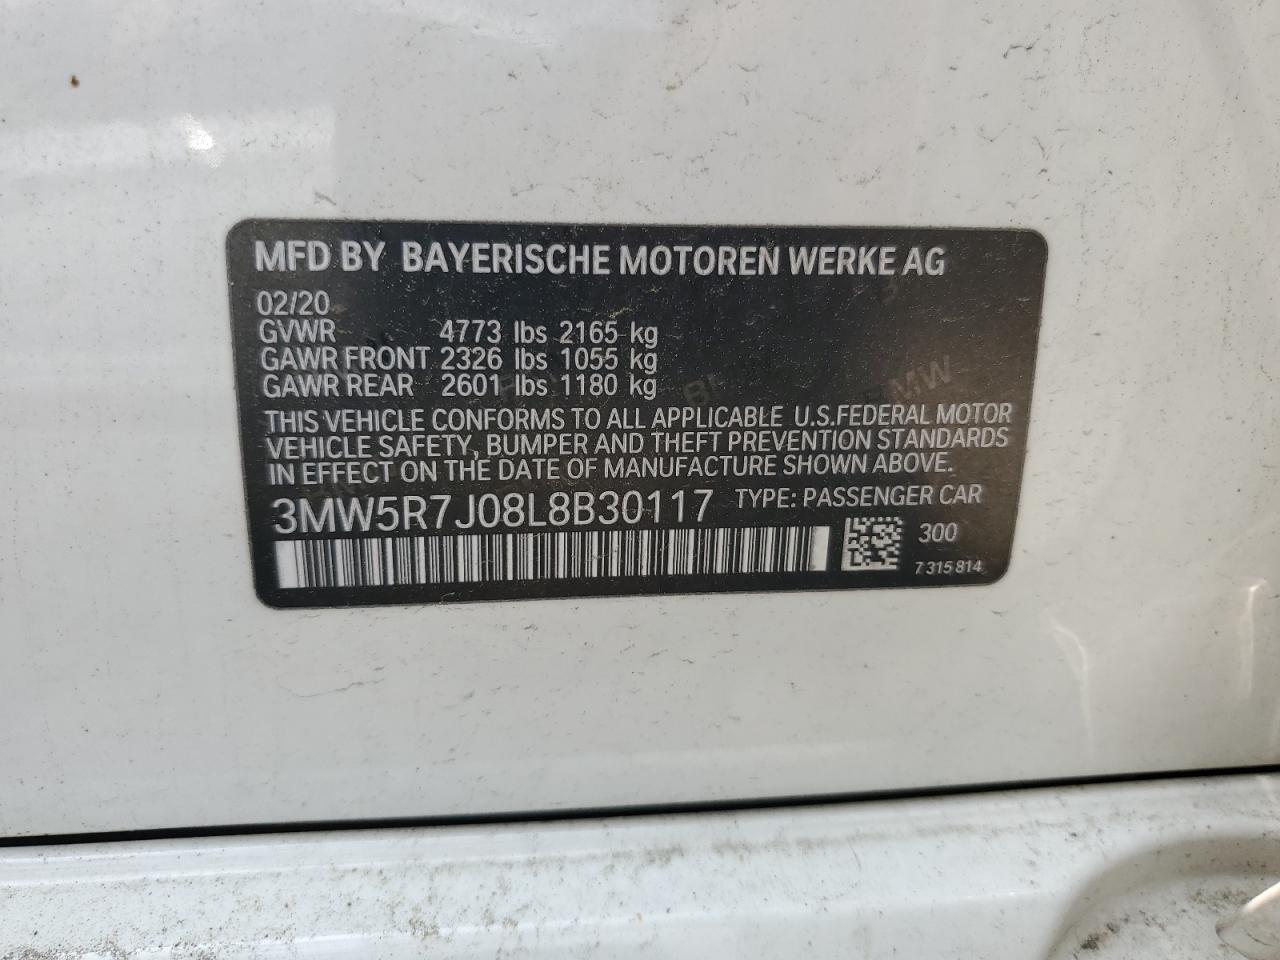 MFD BY BAYERISCHE MOTOREN WERKE AG
02/20
GVWR 4773 lbs 2165 kg
GAWR FRONT 2326 lbs 1055 kg
GAWR REAR 2601 lbs 1180 kg
THIS VEHICLE CONFORMS TO ALL APPLICABLE U.S.FEDERAL MOTOR
VEHICLE SAFETY, BUMPER AND THEFT PREVENTION STANDARDS
IN EFFECT ON THE DATE OF MANUFACTURE SHOWN ABOVE.
3MW5R7J08L8B30117 TYPE: PASSENGER CAR
300
7 315 814